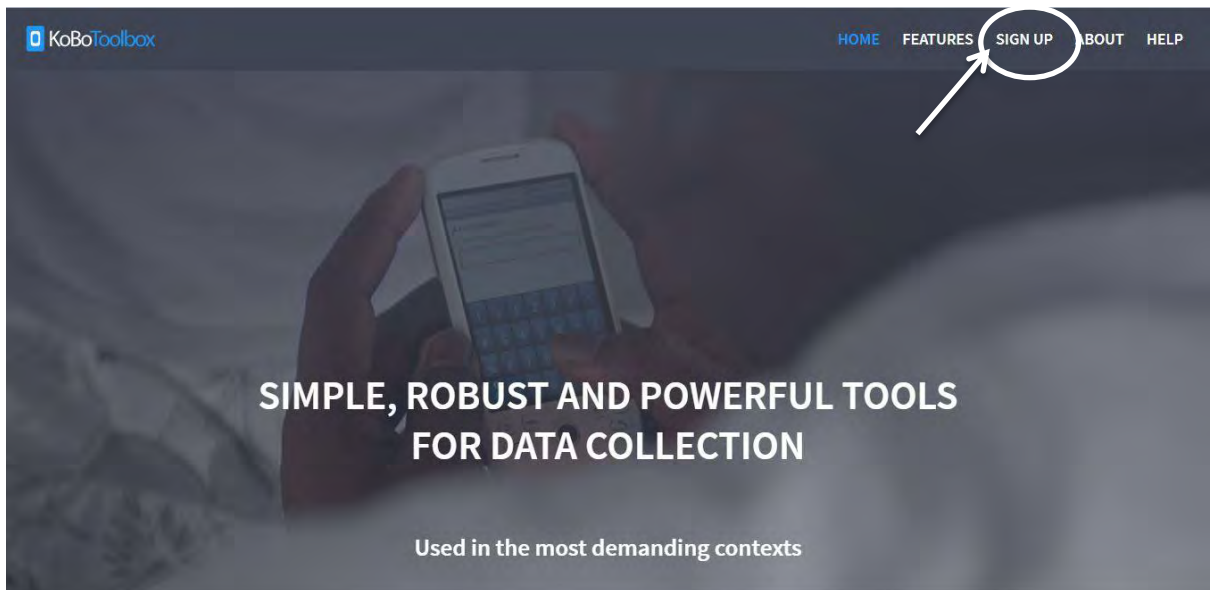 KoBoToolbox
HOME FEATURES SIGN UP ABOUT HELP
SIMPLE, ROBUST AND POWERFUL TOOLS
FOR DATA COLLECTION
Used in the most demanding contexts